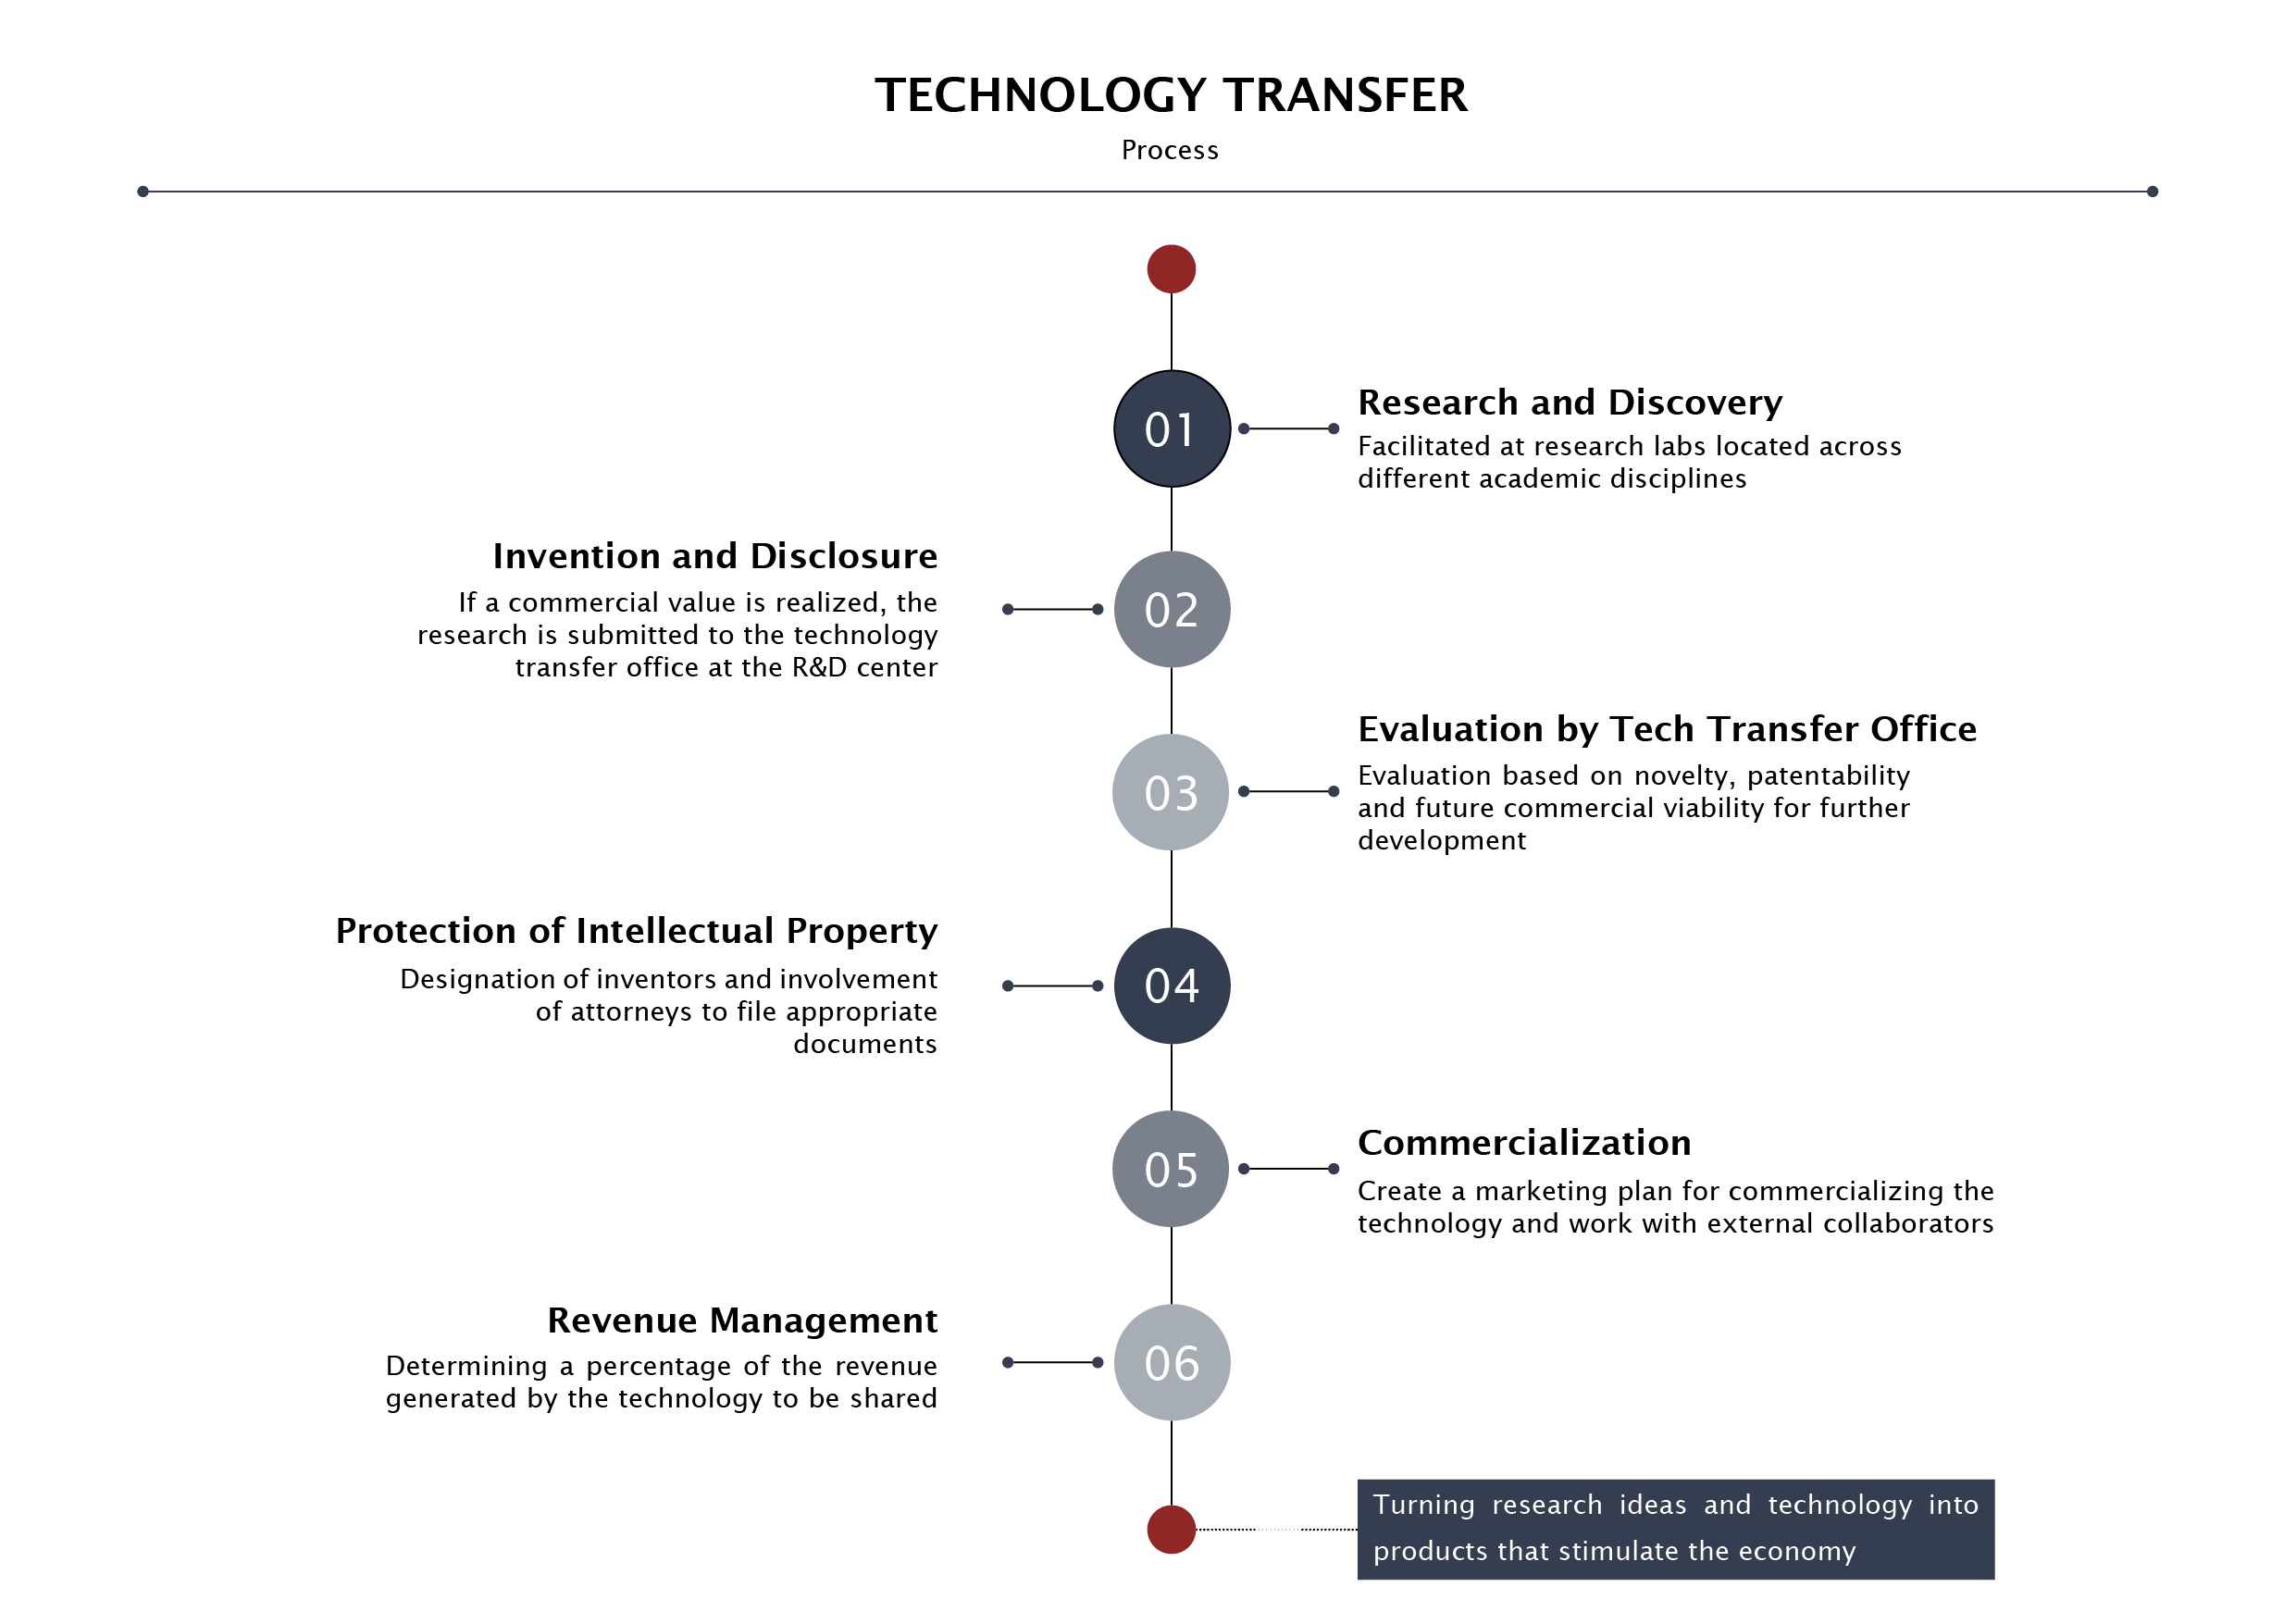 TECHNOLOGY TRANSFER
Process
01
Research and Discovery
Facilitated at research labs located across
different academic disciplines
Invention and Disclosure
If a commercial value is realized, the
research is submitted to the technology
transfer office at the R&D center
02
Evaluation by Tech Transfer Office
Evaluation based on novelty, patentability
and future commercial viability for further
development
03
Protection of Intellectual Property
Designation of inventors and involvement
of attorneys to file appropriate
documents
04
Commercialization
Create a marketing plan for commercializing the
technology and work with external collaborators
05
Revenue Management
Determining a percentage of the revenue
generated by the technology to be shared
06
Turning research ideas and technology into
products that stimulate the economy